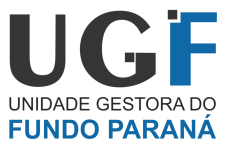 UGF
UNIDADE GESTORA DO
FUNDO PARANÁ